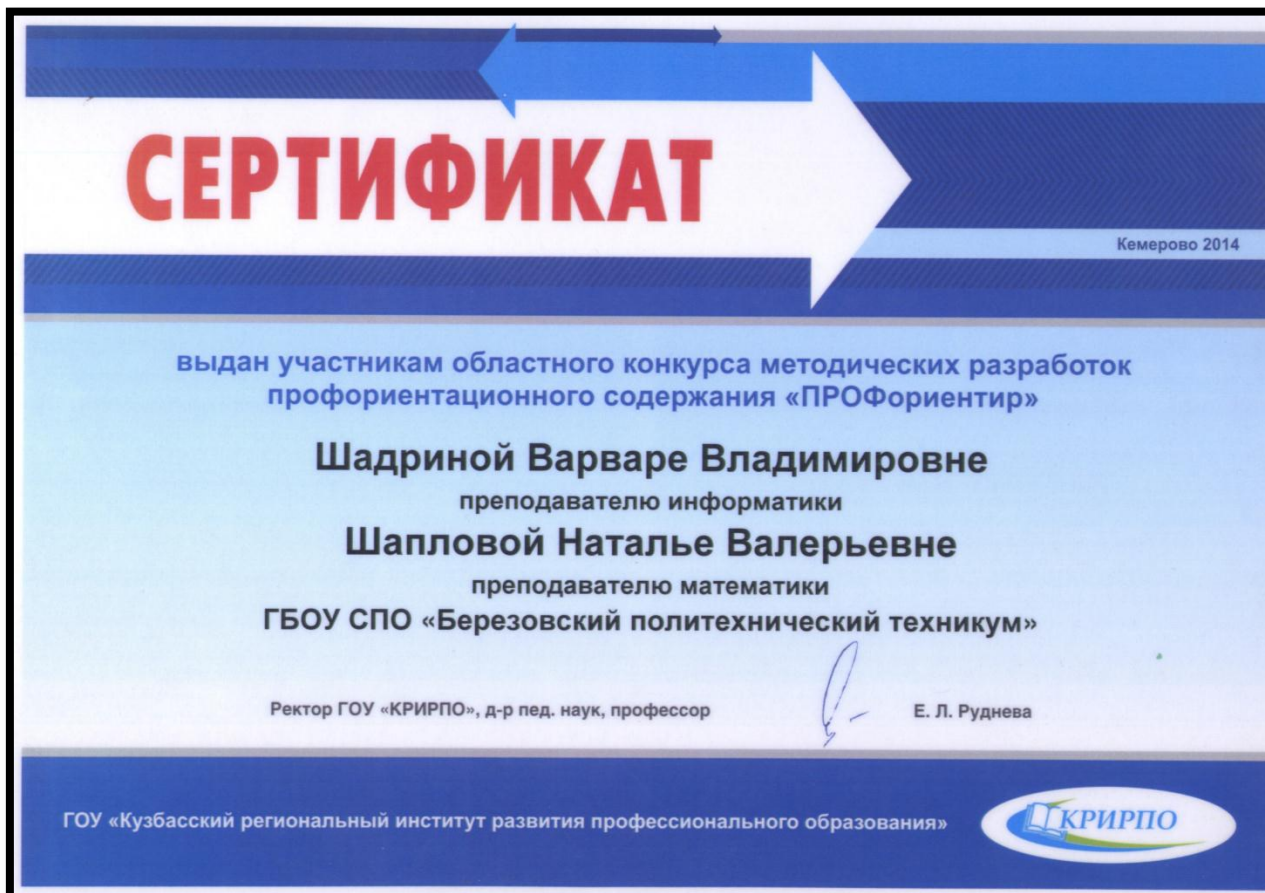 СЕРТИФИКАТ
Кемерово 2014
выдан участникам областного конкурса методических разработок
профориентационного содержания «ПРОФориентир»
Шадриной Варваре Владимировне
преподавателю информатики
Шапловой Наталье Валерьевне
преподавателю математики
ГБОУ СПО «Березовский политехнический техникум»
Ректор ГОУ «КРИРПО», д-р пед. наук, профессор Е. Л. Руднева
ГОУ «Кузбасский региональный институт развития профессионального образования»
КРИРПО